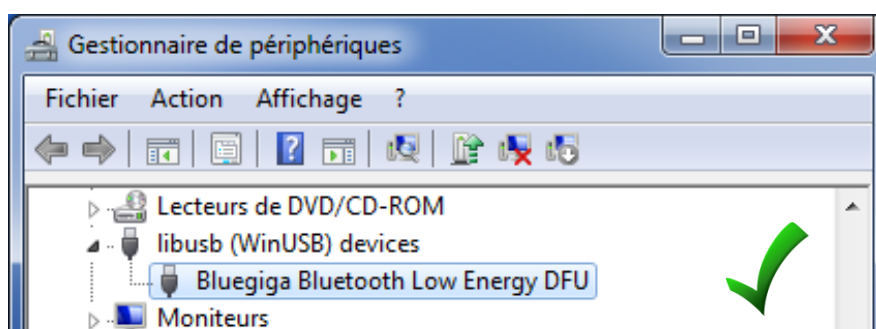 Gestionnaire de périphériques
Fichier Action Affichage ?
Lecteurs de DVD/CD-ROM
libusb (WinUSB) devices
Bluegiga Bluetooth Low Energy DFU
Moniteurs